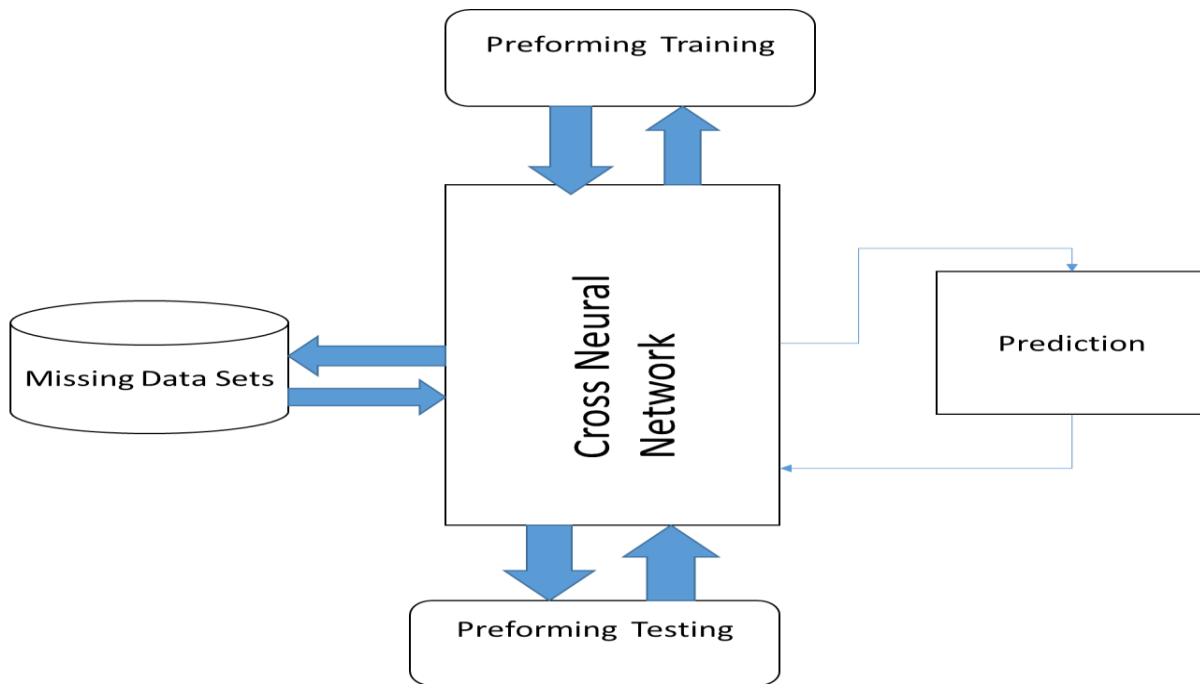 Preforming Training
Cross Neural
Network
Missing Data Sets
Prediction
Preforming Testing